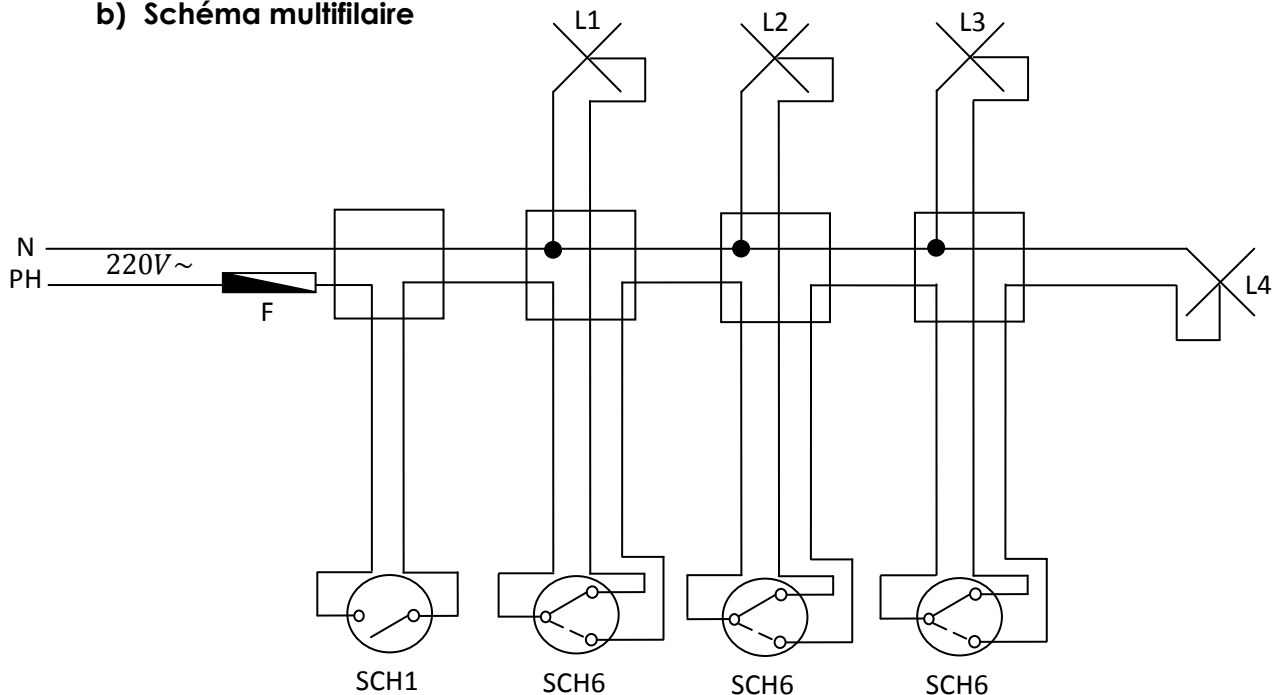 b) Schéma multifilaire
L1 L2 L3
N
220V~
PH
F
L4
SCH1 SCH6 SCH6 SCH6